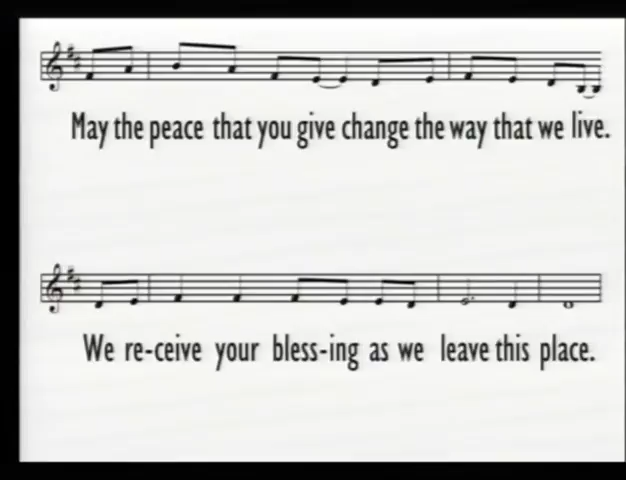 May the peace that you give change the way that we live.
We re-ceive your bless-ing as we leave this place.